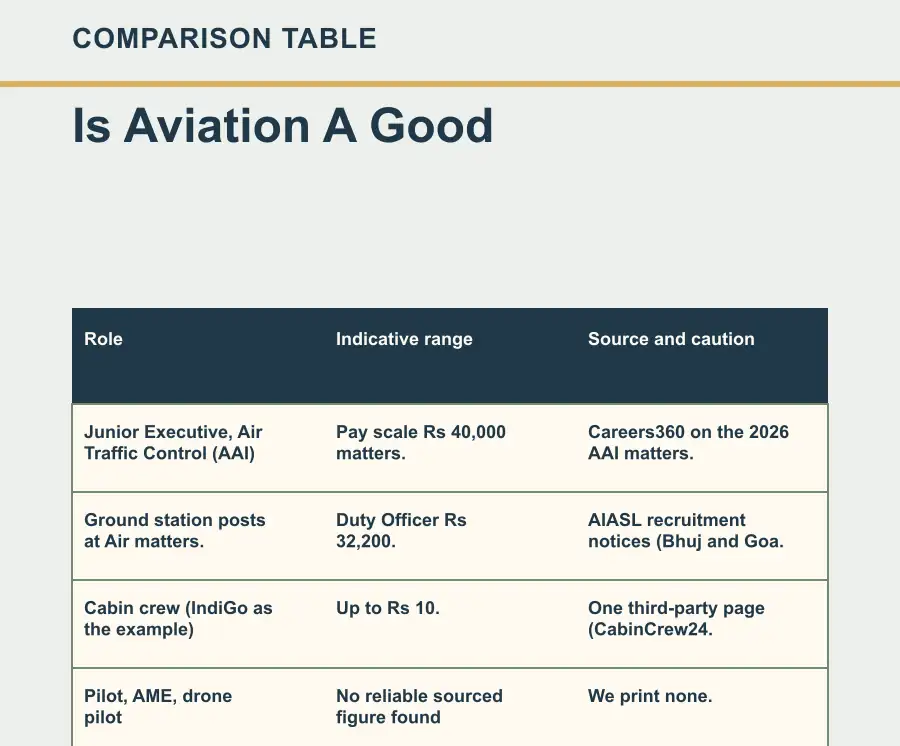 COMPARISON TABLE
Is Aviation A Good
Role
Indicative range
Source and caution
Junior Executive, Air
Traffic Control (AAI)
Pay scale Rs 40,000
matters.
Careers360 on the 2026
AAI matters.
Ground station posts
at Air matters.
Duty Officer Rs
32,200.
AIASL recruitment
notices (Bhuj and Goa.
Cabin crew (IndiGo as
the example)
Up to Rs 10.
One third-party page
(CabinCrew24.
Pilot, AME, drone
pilot
No reliable sourced
figure found
We print none.